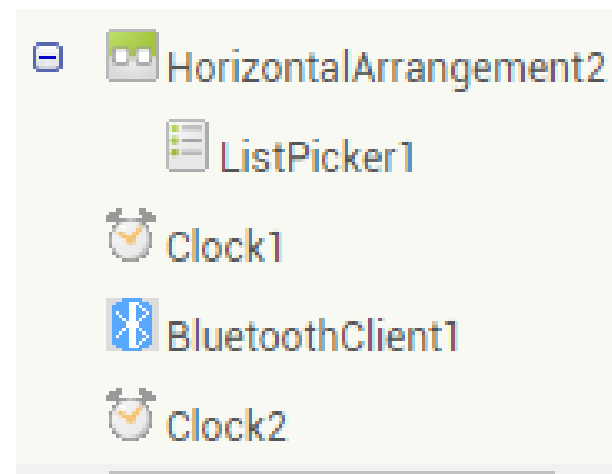 HorizontalArrangement2
ListPicker1
Clock1
BluetoothClient1
Clock2